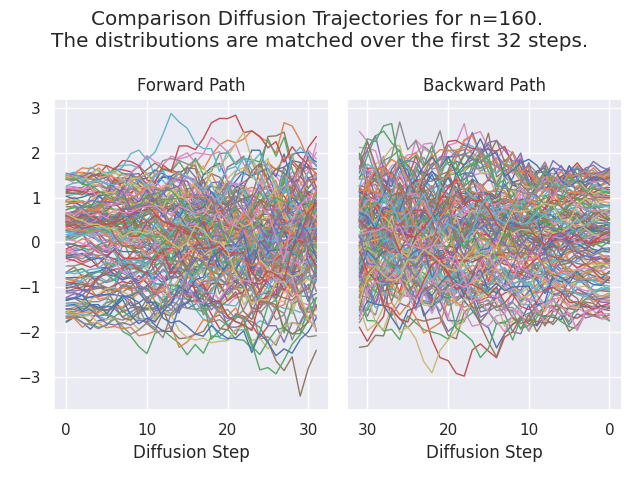 Comparison Diffusion Trajectories for n=160.
The distributions are matched over the first 32 steps.
Forward Path
Backward Path
3
2
1
0
−1
−2
−3
0 10 20 30
30 20 10 0
Diffusion Step
Diffusion Step